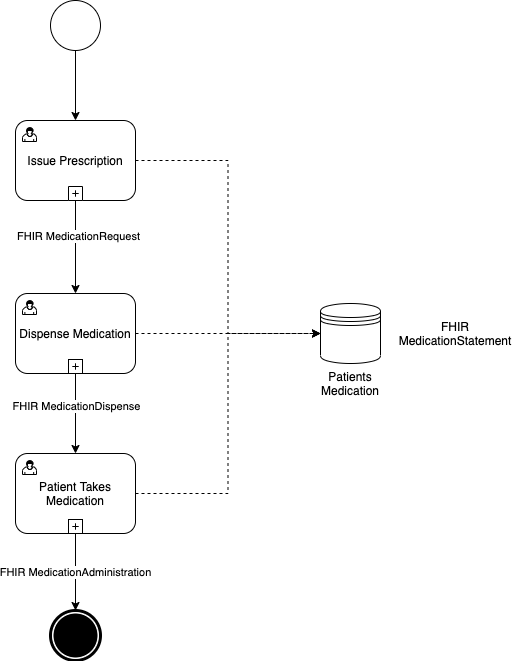 Issue Prescription
FHIR MedicationRequest
Dispense Medication
FHIR
MedicationStatement
Patients
Medication
FHIR MedicationDispense
Patient Takes
Medication
FHIR MedicationAdministration